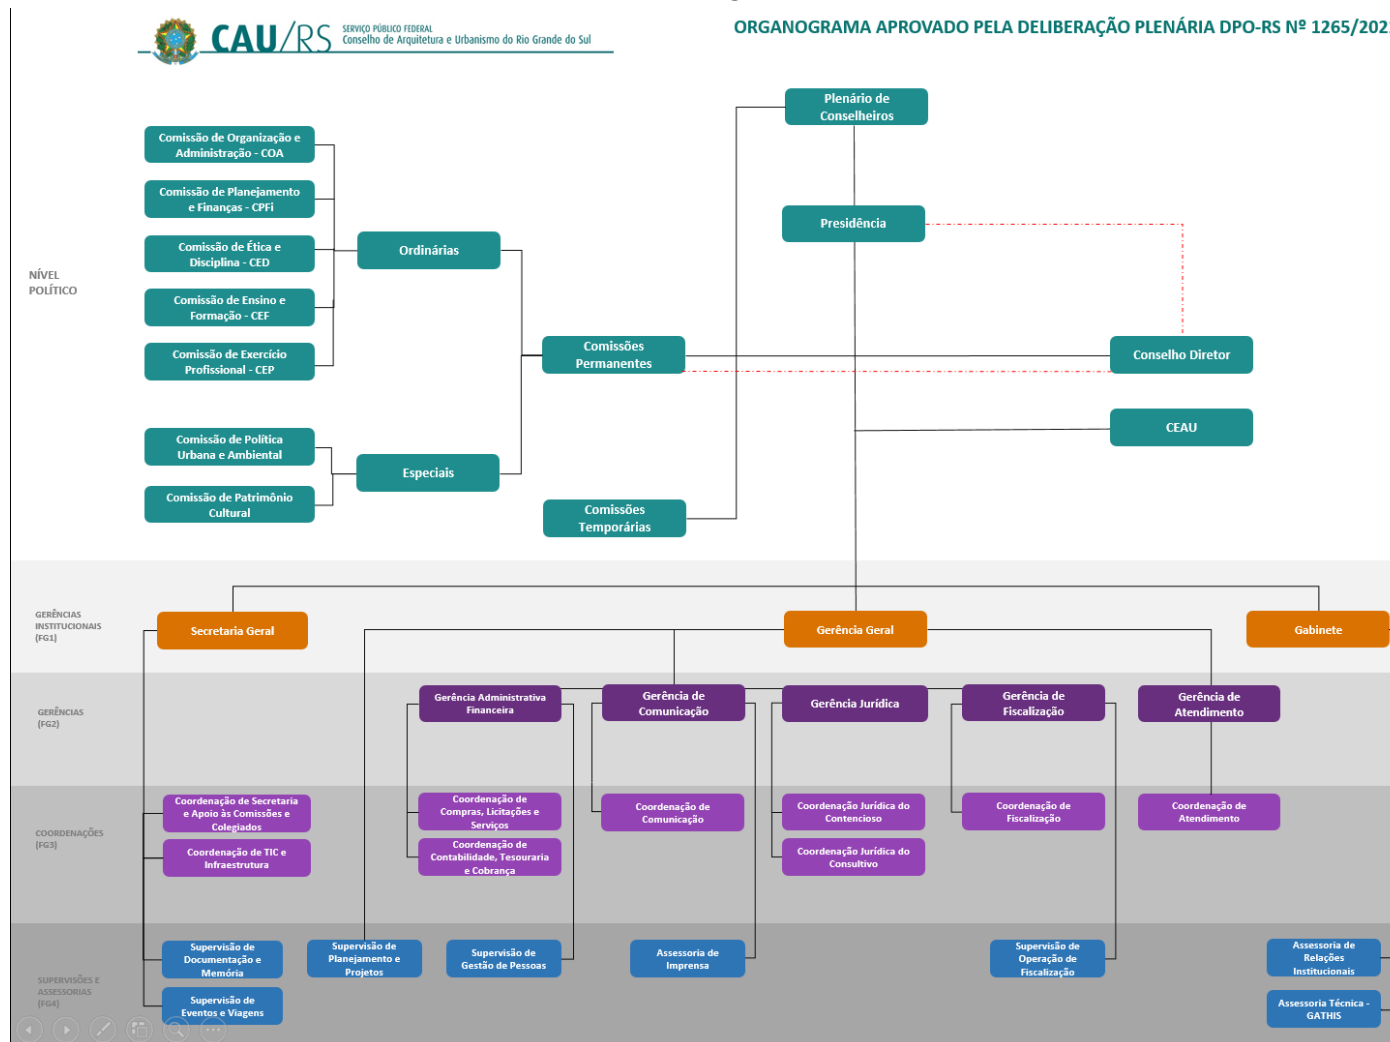 CAU/RS
SERVIÇO PÚBLICO FEDERAL
Conselho de Arquitetura e Urbanismo do Rio Grande do Sul
ORGANOGRAMA APROVADO PELA DELIBERAÇÃO PLENÁRIA DPO-RS Nº 1265/202
Plenário de
Conselheiros
Comissão de Organização e
Administração - COA
Comissão de Planejamento
e Finanças - CPFi
Presidência
Comissão de Ética e
Disciplina - CED
Ordinárias
NÍVEL
POLÍTICO
Comissão de Ensino e
Formação - CEF
Comissão de Exercício
Profissional - CEP
Comissões
Permanentes
Conselho Diretor
CEAU
Comissão de Política
Urbana e Ambiental
Especiais
Comissão de Patrimônio
Cultural
Comissões
Temporárias
GERÊNCIAS
INSTITUCIONAIS
(FG1)
Secretaria Geral
Gerência Geral
Gabinete
GERÊNCIAS
(FG2)
Gerência Administrativa
Financeira
Gerência de
Comunicação
Gerência Jurídica
Gerência de
Fiscalização
Gerência de
Atendimento
COORDENAÇÕES
(FG3)
Coordenação de Secretaria
e Apoio às Comissões e
Colegiados
Coordenação de
Compras, Licitações e
Serviços
Coordenação de
Comunicação
Coordenação Jurídica do
Contencioso
Coordenação de
Fiscalização
Coordenação de
Atendimento
Coordenação de TIC e
Infraestrutura
Coordenação de
Contabilidade, Tesouraria
e Cobrança
Coordenação Jurídica do
Consultivo
SUPERVISÕES E
ASSESSORIAS
(FG4)
Supervisão de
Documentação e
Memória
Supervisão de
Planejamento e
Projetos
Supervisão de
Gestão de Pessoas
Assessoria de
Imprensa
Supervisão de
Operação de
Fiscalização
Assessoria de
Relações
Institucionais
Supervisão de
Eventos e Viagens
Assessoria Técnica -
GATHIS